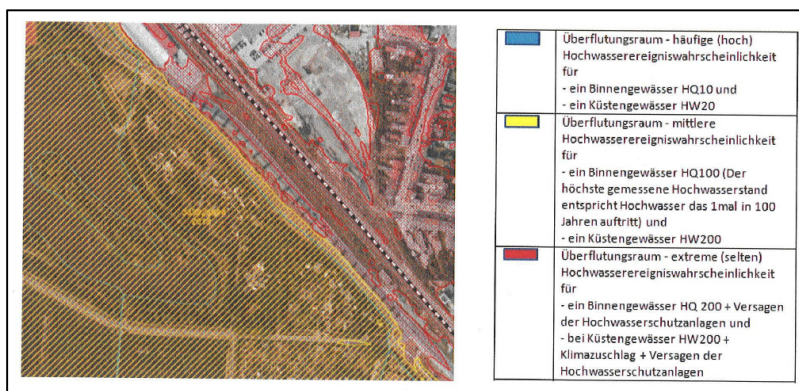 Überflutungsraum - häufige (hoch)
Hochwasserereigniswahrscheinlichkeit
für
- ein Binnengewässer HQ10 und
- ein Küstengewässer HW20
Überflutungsraum - mittlere
Hochwasserereigniswahrscheinlichkeit
für
- ein Binnengewässer HQ100 (Der
höchste gemessene Hochwasserstand
entspricht Hochwasser das 1mal in 100
Jahren auftritt) und
- ein Küstengewässer HW200
Überflutungsraum - extreme (selten)
Hochwasserereigniswahrscheinlichkeit
für
- ein Binnengewässer HQ 200 + Versagen
der Hochwasserschutzanlagen und
- bei Küstengewässer HW200 +
Klimazuschlag + Versagen der
Hochwasserschutzanlagen